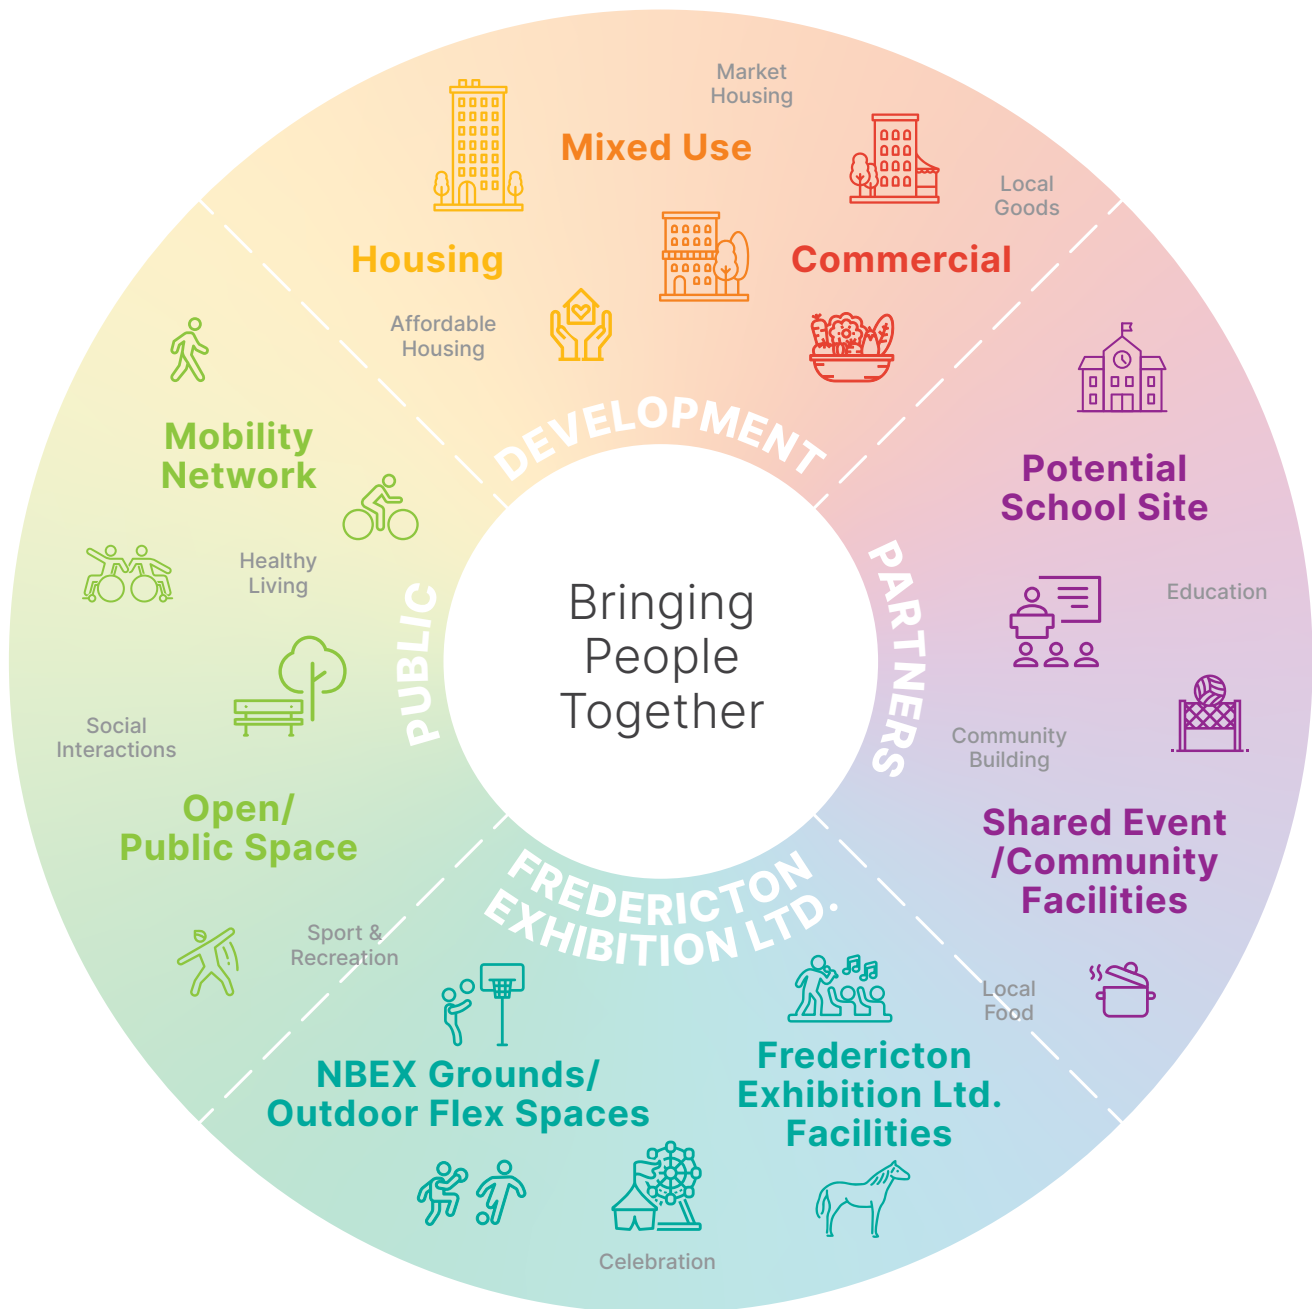 Market
Housing
Mixed Use
Local
Goods
Housing
Commercial
Affordable
Housing
DEVELOPMENT
Potential
School Site
Education
PARTNERS
Community
Building
Shared Event
/Community
Facilities
Local
Food
FREDERICTON
EXHIBITION LTD.
Fredericton
Exhibition Ltd.
Facilities
NBEX Grounds/
Outdoor Flex Spaces
Celebration
Mobility
Network
Healthy
Living
PUBLIC
Social
Interactions
Open/
Public Space
Sport &
Recreation
Bringing
People
Together